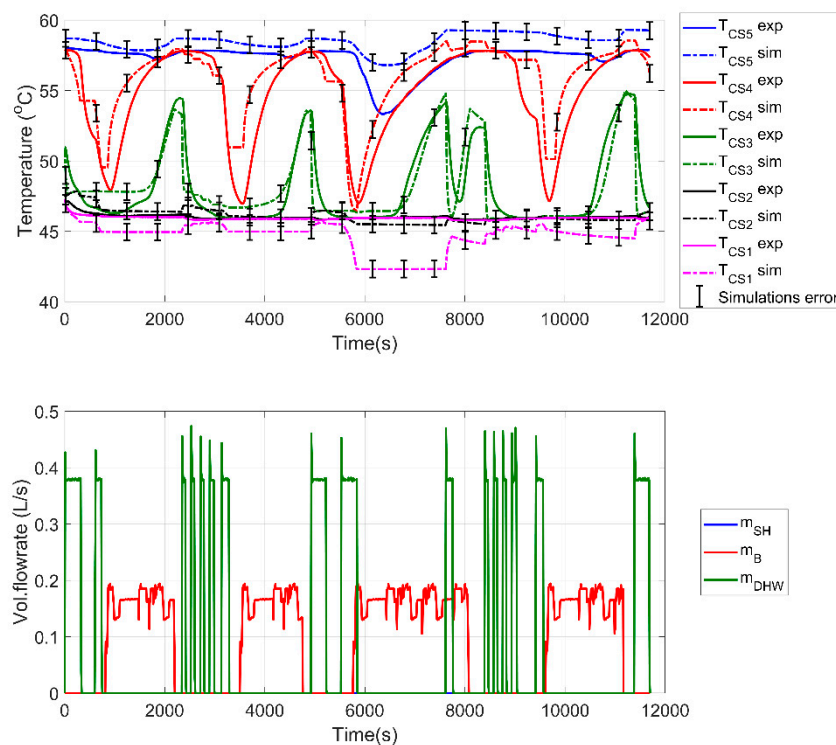 60
55
50
45
40
Temperature (°C)
0 2000 4000 6000 8000 10000 12000
Time(s)
T_CS5 exp
T_CS5 sim
T_CS4 exp
T_CS4 sim
T_CS3 exp
T_CS3 sim
T_CS2 exp
T_CS2 sim
T_CS1 exp
T_CS1 sim
Simulations error
0.5
0.4
0.3
0.2
0.1
0
Vol.flowrate (L/s)
0 2000 4000 6000 8000 10000 12000
Time(s)
m_SH
m_B
m_DHW